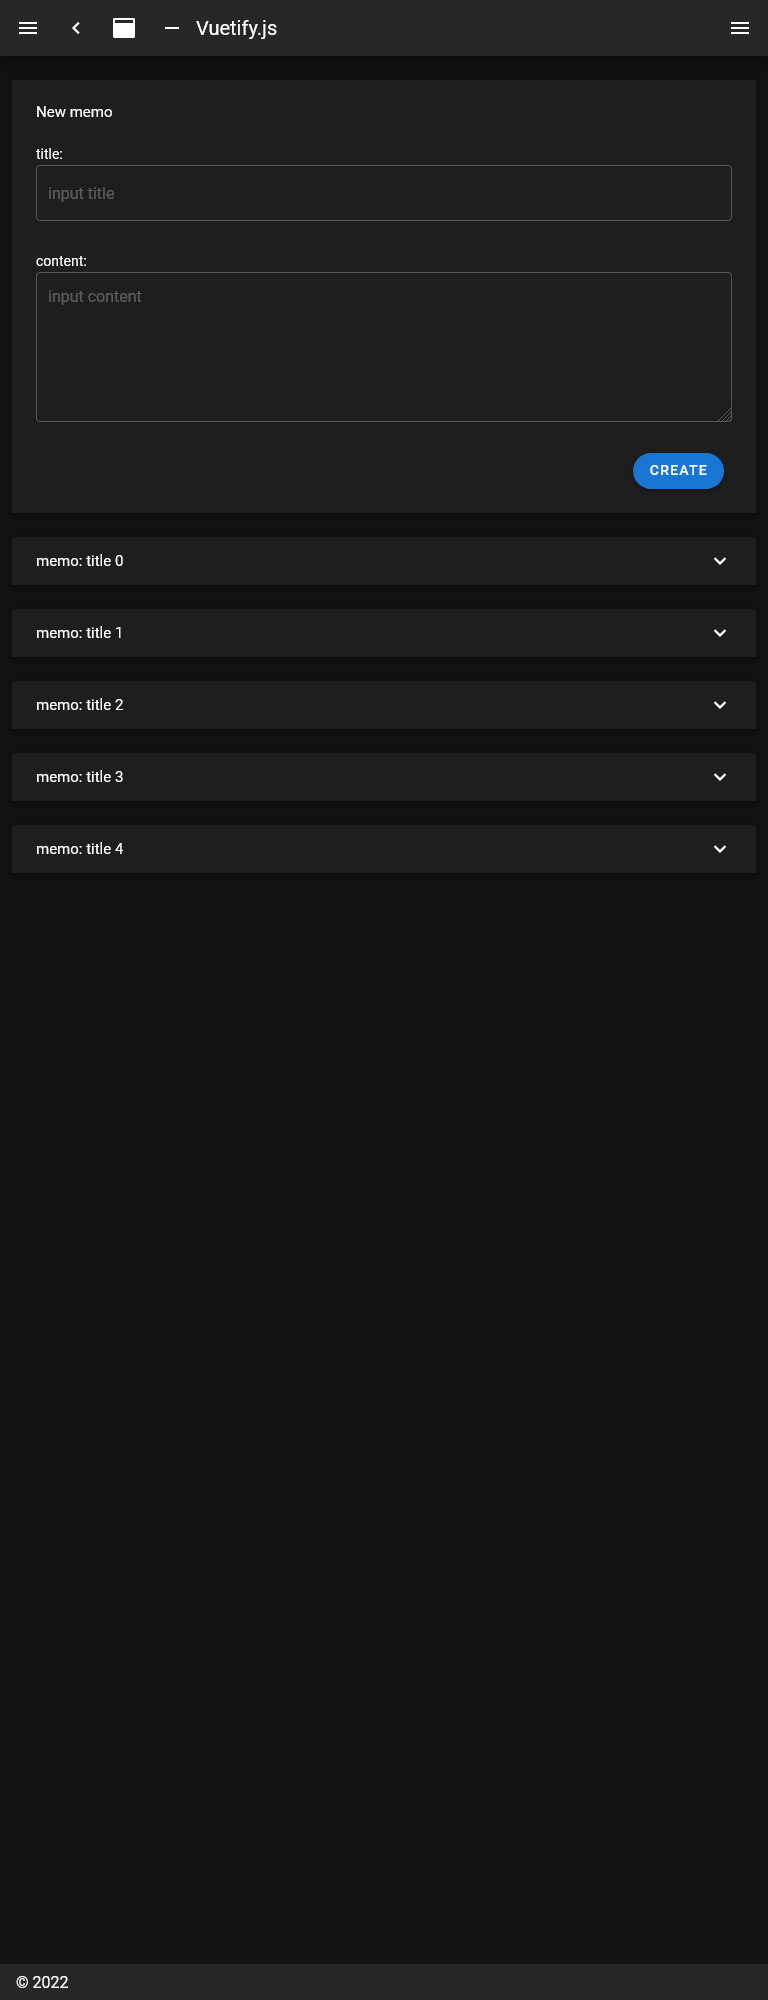 Vuetify.js
New memo
title:
input title
content:
input content
CREATE
memo: title 0
memo: title 1
memo: title 2
memo: title 3
memo: title 4
© 2022